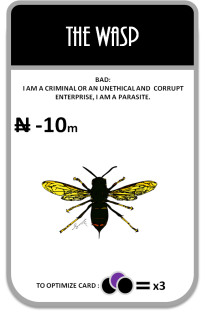 THE WASP
BAD:
I AM A CRIMINAL OR AN UNETHICAL AND CORRUPT
ENTERPRISE, I AM A PARASITE.
₦ -10m
TO OPTIMIZE CARD : = x3